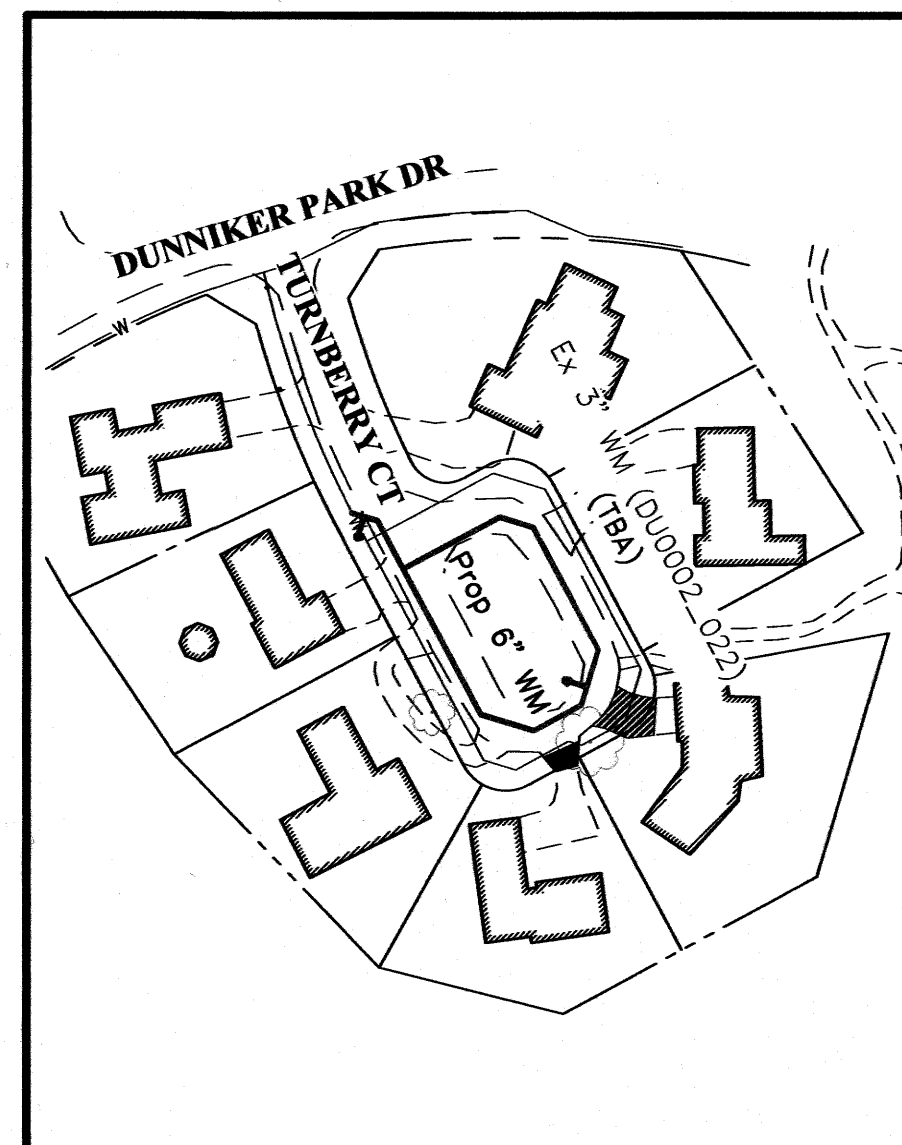 DUNNIKER PARK DR
TURNBERRY CT
W
Ex 3" WM (DU0002_022)
(TBA)
Prop 6" WM